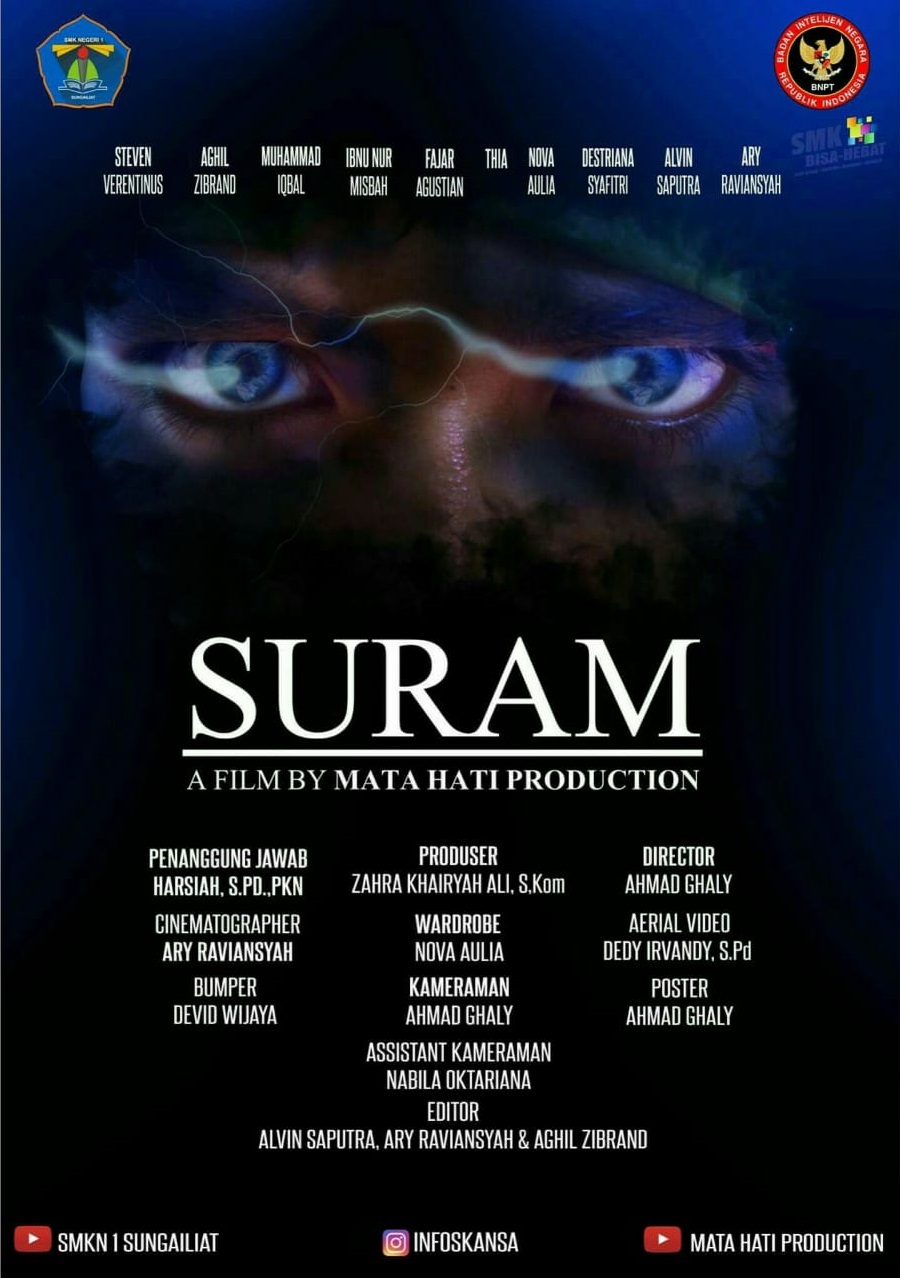 SMK NEGERI 1
SUNGAILIAT
BADAN INTELIJEN NEGARA
BNPT
REPUBLIK INDONESIA
SMK
BISA-HEBAT
STEVEN VERENTINUS
AGHIL ZIBRAND
MUHAMMAD IQBAL
IBNU NUR MISBAH
FAJAR AGUSTIAN
THIA
NOVA AULIA
DESTRIANA SYAFITRI
ALVIN SAPUTRA
ARY RAVIANSYAH
SURAM
A FILM BY MATA HATI PRODUCTION
PENANGGUNG JAWAB
HARSIAH, S.PD.,PKN
PRODUSER
ZAHRA KHAIRYAH ALI, S,Kom
DIRECTOR
AHMAD GHALY
CINEMATOGRAPHER
ARY RAVIANSYAH
WARDROBE
NOVA AULIA
AERIAL VIDEO
DEDY IRVANDY, S.Pd
BUMPER
DEVID WIJAYA
KAMERAMAN
AHMAD GHALY
POSTER
AHMAD GHALY
ASSISTANT KAMERAMAN
NABILA OKTARIANA
EDITOR
ALVIN SAPUTRA, ARY RAVIANSYAH & AGHIL ZIBRAND
SMKN 1 SUNGAILIAT
INFOSKANSA
MATA HATI PRODUCTION